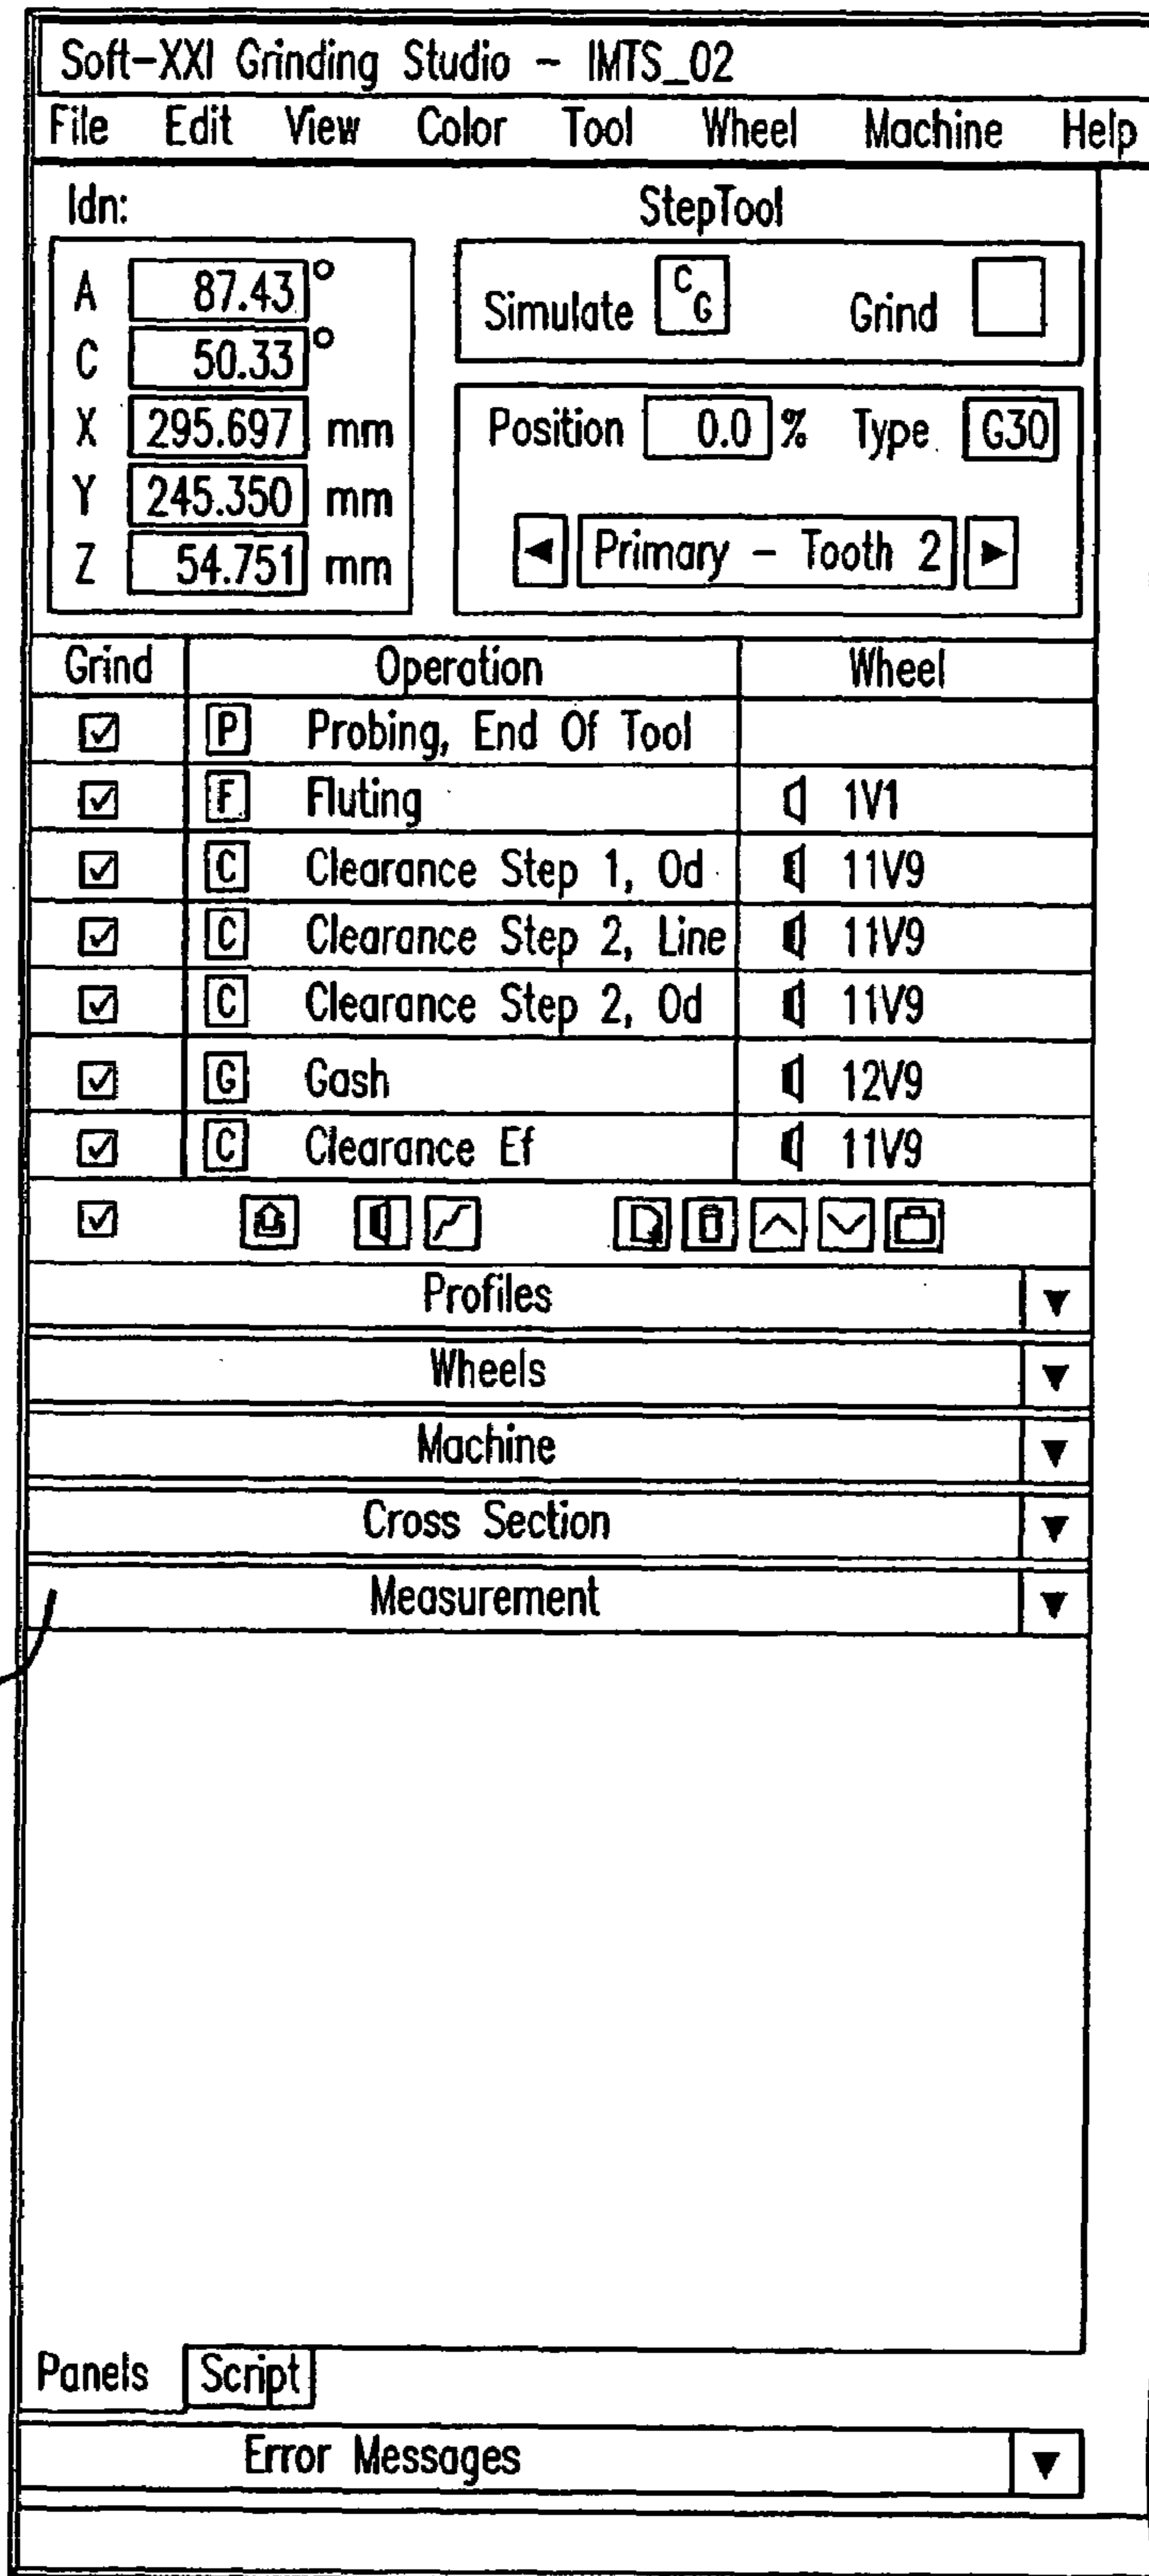 Soft-XXI Grinding Studio - IMTS_02
File Edit View Color Tool Wheel Machine Help
Idn: StepTool
A 87.43°
C 50.33°
X 295.697 mm
Y 245.350 mm
Z 54.751 mm
Simulate CG Grind
Position 0.0 % Type G30
Primary - Tooth 2
Grind Operation Wheel
P Probing, End Of Tool
F Fluting 1V1
C Clearance Step 1, Od 11V9
C Clearance Step 2, Line 11V9
C Clearance Step 2, Od 11V9
G Gash 12V9
C Clearance Ef 11V9
Profiles
Wheels
Machine
Cross Section
Measurement
Panels Script
Error Messages